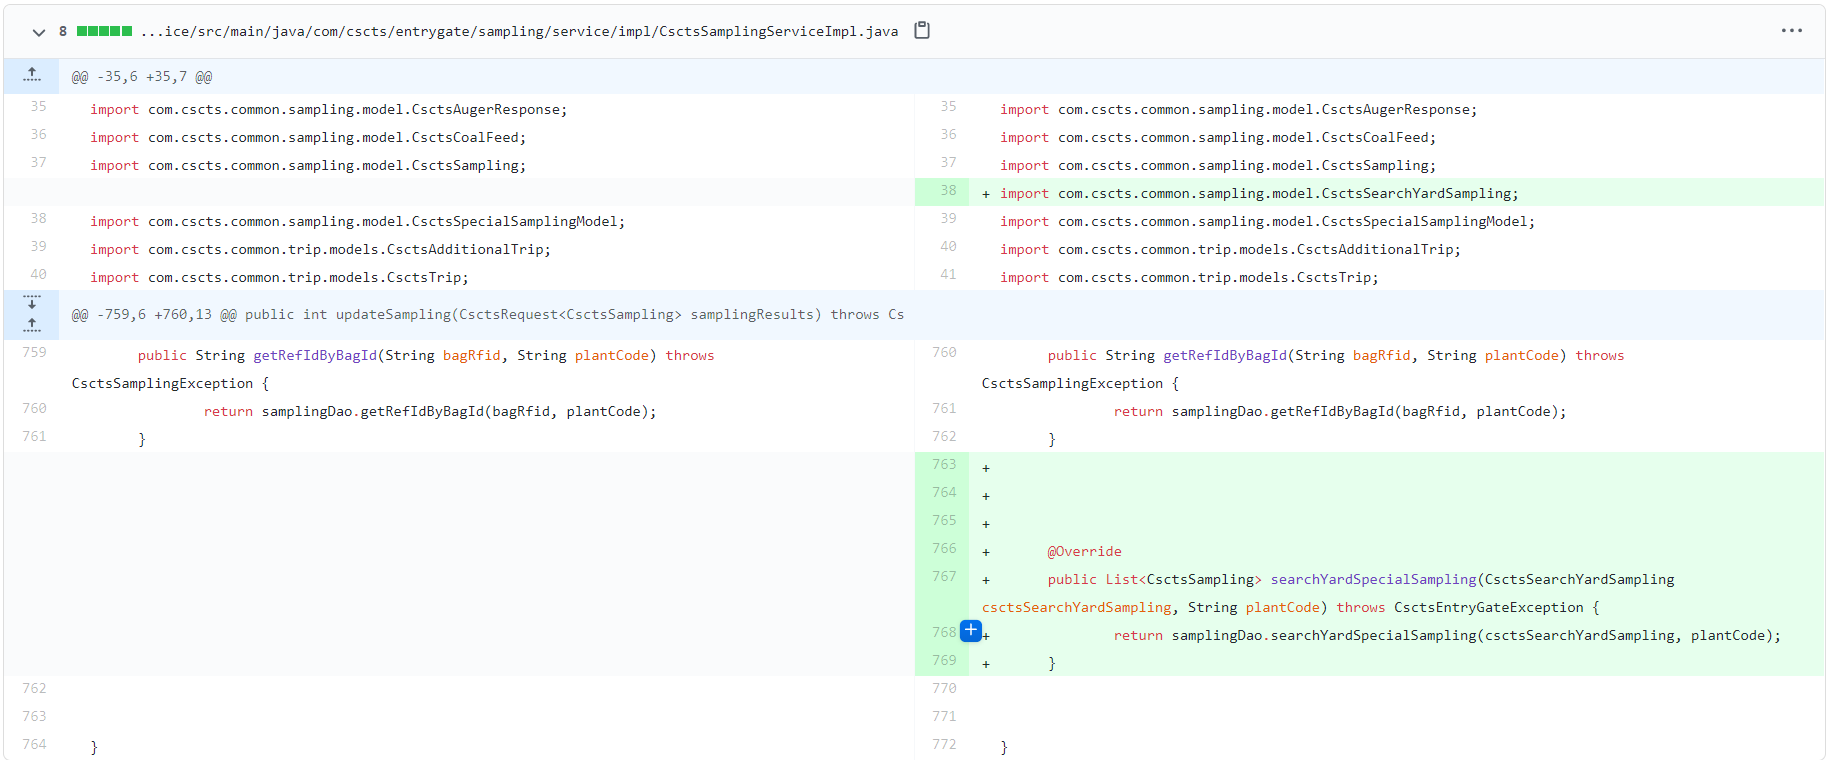 8 ...ice/src/main/java/com/cscts/entrygate/sampling/service/impl/CsctsSamplingServiceImpl.java
@@ -35,6 +35,7 @@
35 import com.cscts.common.sampling.model.CsctsAugerResponse; 35 import com.cscts.common.sampling.model.CsctsAugerResponse;
36 import com.cscts.common.sampling.model.CsctsCoalFeed; 36 import com.cscts.common.sampling.model.CsctsCoalFeed;
37 import com.cscts.common.sampling.model.CsctsSampling; 37 import com.cscts.common.sampling.model.CsctsSampling;
38 + import com.cscts.common.sampling.model.CsctsSearchYardSampling;
38 import com.cscts.common.sampling.model.CsctsSpecialSamplingModel; 39 import com.cscts.common.sampling.model.CsctsSpecialSamplingModel;
39 import com.cscts.common.trip.models.CsctsAdditionalTrip; 40 import com.cscts.common.trip.models.CsctsAdditionalTrip;
40 import com.cscts.common.trip.models.CsctsTrip; 41 import com.cscts.common.trip.models.CsctsTrip;
@@ -759,6 +760,13 @@ public int updateSampling(CsctsRequest<CsctsSampling> samplingResults) throws Cs
759 public String getRefIdByBagId(String bagRfid, String plantCode) throws 760 public String getRefIdByBagId(String bagRfid, String plantCode) throws
CsctsSamplingException { CsctsSamplingException {
760 return samplingDao.getRefIdByBagId(bagRfid, plantCode); 761 return samplingDao.getRefIdByBagId(bagRfid, plantCode);
761 } 762 }
763 +
764 +
765 +
766 + @Override
767 + public List<CsctsSampling> searchYardSpecialSampling(CsctsSearchYardSampling
csctsSearchYardSampling, String plantCode) throws CsctsEntryGateException {
768 + return samplingDao.searchYardSpecialSampling(csctsSearchYardSampling, plantCode);
769 + }
762 770
763 771
764 } 772 }